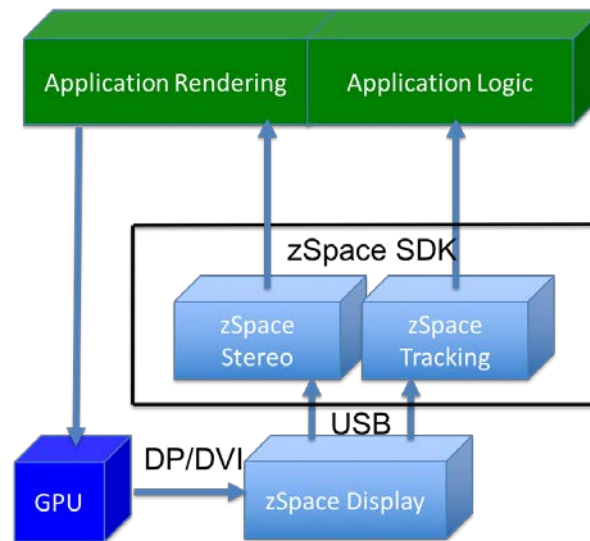 Application Rendering
Application Logic
zSpace SDK
zSpace
Stereo
zSpace
Tracking
USB
DP/DVI
GPU
zSpace Display